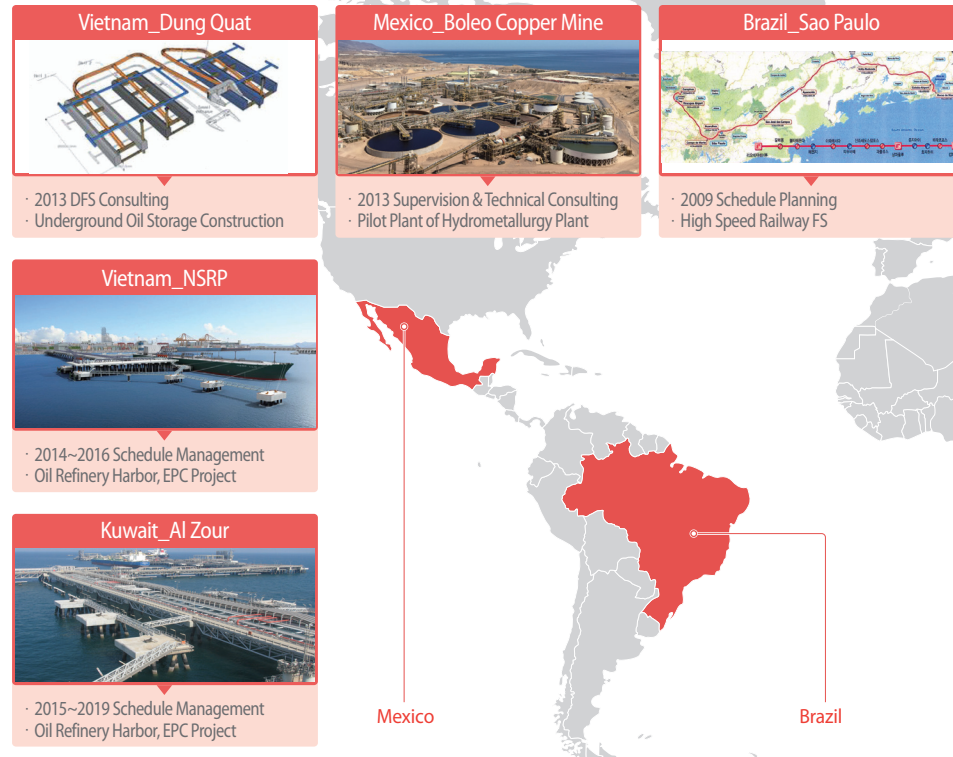 Vietnam_Dung Quat
· 2013 DFS Consulting
· Underground Oil Storage Construction
Mexico_Boleo Copper Mine
· 2013 Supervision & Technical Consulting
· Pilot Plant of Hydrometallurgy Plant
Brazil_Sao Paulo
· 2009 Schedule Planning
· High Speed Railway FS
Vietnam_NSRP
· 2014~2016 Schedule Management
· Oil Refinery Harbor, EPC Project
Kuwait_Al Zour
· 2015~2019 Schedule Management
· Oil Refinery Harbor, EPC Project
Mexico
Brazil